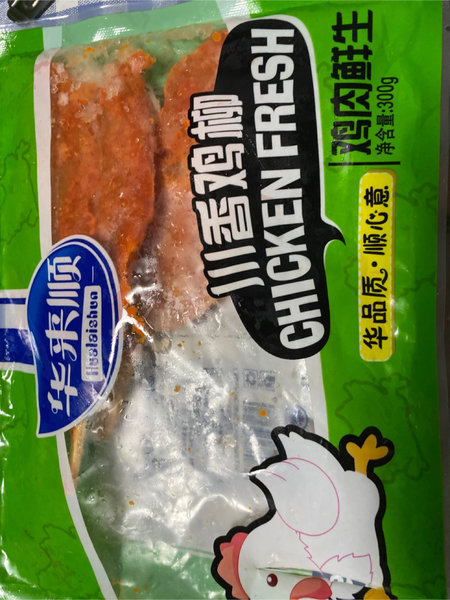 华来顺
Hualaishun
川香鸡柳
CHICKEN FRESH
鸡肉鲜生
净含量:300g
华品质·顺心意